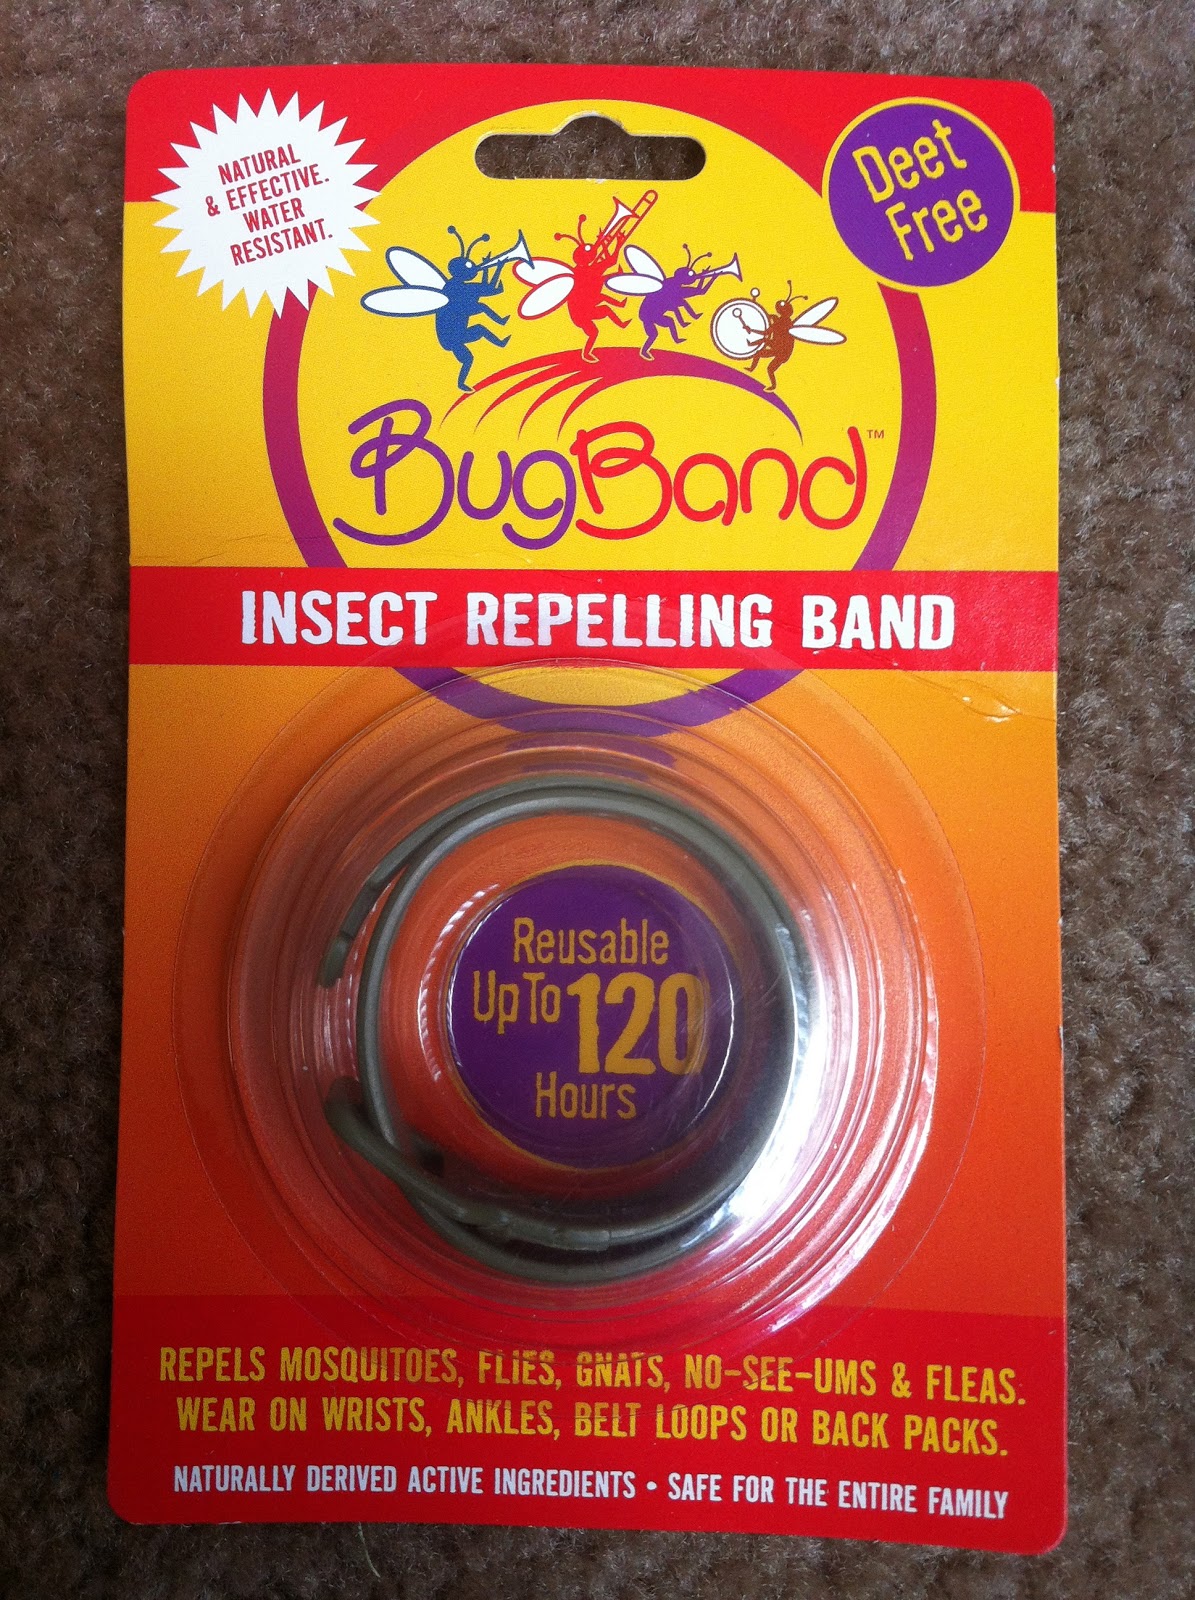 NATURAL
& EFFECTIVE.
WATER
RESISTANT.
Deet
Free
BugBand™
INSECT REPELLING BAND
Reusable
Up To 120
Hours
REPELS MOSQUITOES, FLIES, GNATS, NO-SEE-UMS & FLEAS.
WEAR ON WRISTS, ANKLES, BELT LOOPS OR BACK PACKS.
NATURALLY DERIVED ACTIVE INGREDIENTS • SAFE FOR THE ENTIRE FAMILY